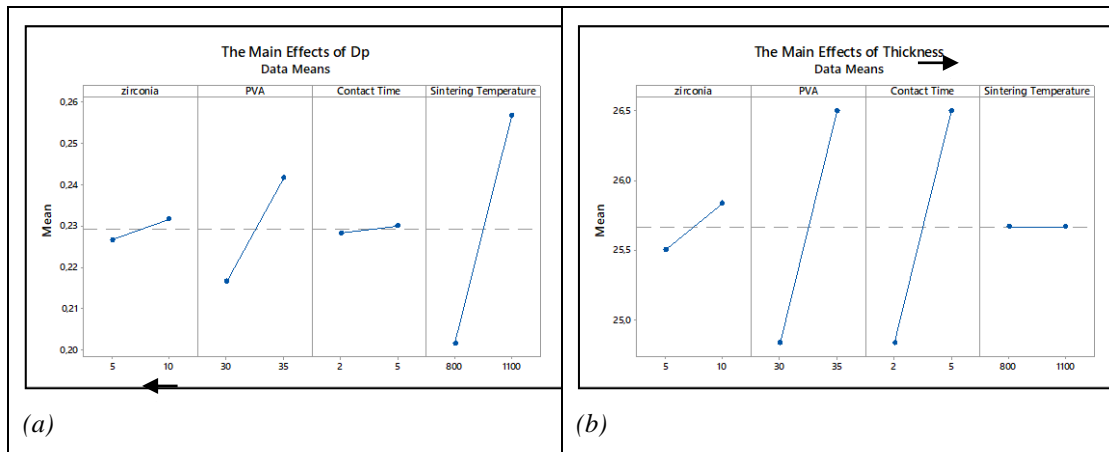 The Main Effects of Dp
Data Means
zirconia PVA Contact Time Sintering Temperature
0,26
0,25
0,24
0,23
0,22
0,21
0,20
Mean
5 10 30 35 2 5 800 1100
(a)
The Main Effects of Thickness
Data Means
zirconia PVA Contact Time Sintering Temperature
26,5
26,0
25,5
25,0
Mean
5 10 30 35 2 5 800 1100
(b)